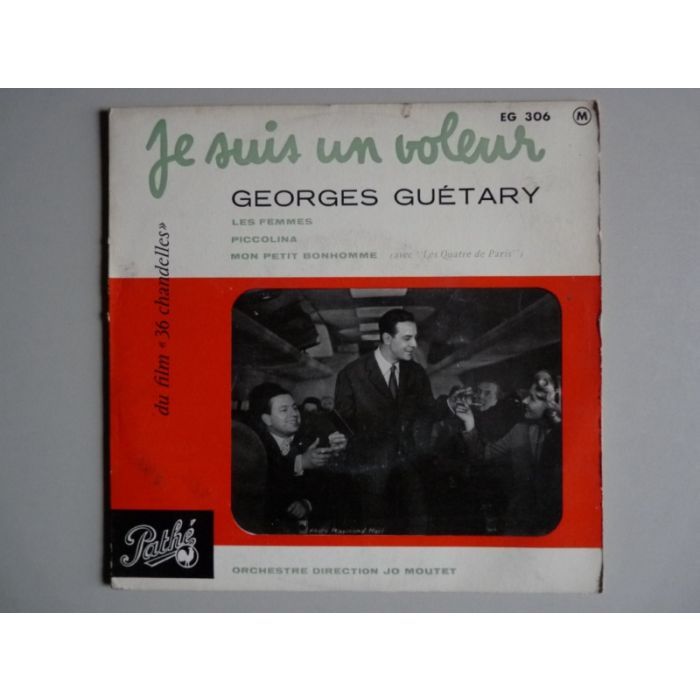 EG 306 M
Je suis un voleur
GEORGES GUÉTARY
LES FEMMES
PICCOLINA
MON PETIT BONHOMME (avec "Les Quatre de Paris")
du film « 36 chandelles»
Pathé
ORCHESTRE DIRECTION JO MOUTET